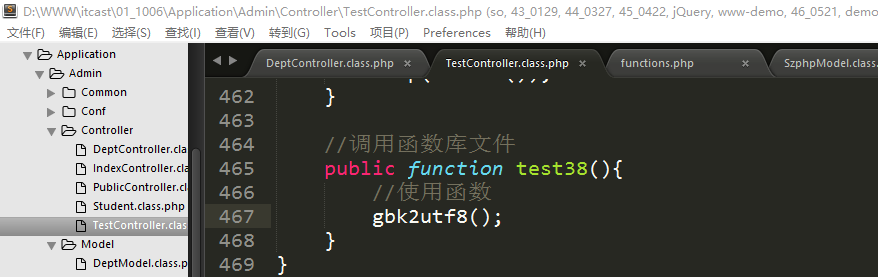 D:\WWW\itcast\01_1006\Application\Admin\Controller\TestController.class.php (so, 43_0129, 44_0327, 45_0422, jQuery, www-demo, 46_0521, demo
文件(F) 编辑(E) 选择(S) 查找(I) 查看(V) 转到(G) Tools 项目(P) Preferences 帮助(H)
Application
Admin
Common
Conf
Controller
DeptController.cla
IndexController.c
PublicController.cl
Student.class.php
TestController.clas
Model
DeptModel.class.p
DeptController.class.php × TestController.class.php × functions.php × SzphpModel.class.
462 }
463
464 //调用函数库文件
465 public function test38(){
466 //使用函数
467 gbk2utf8();
468 }
469 }